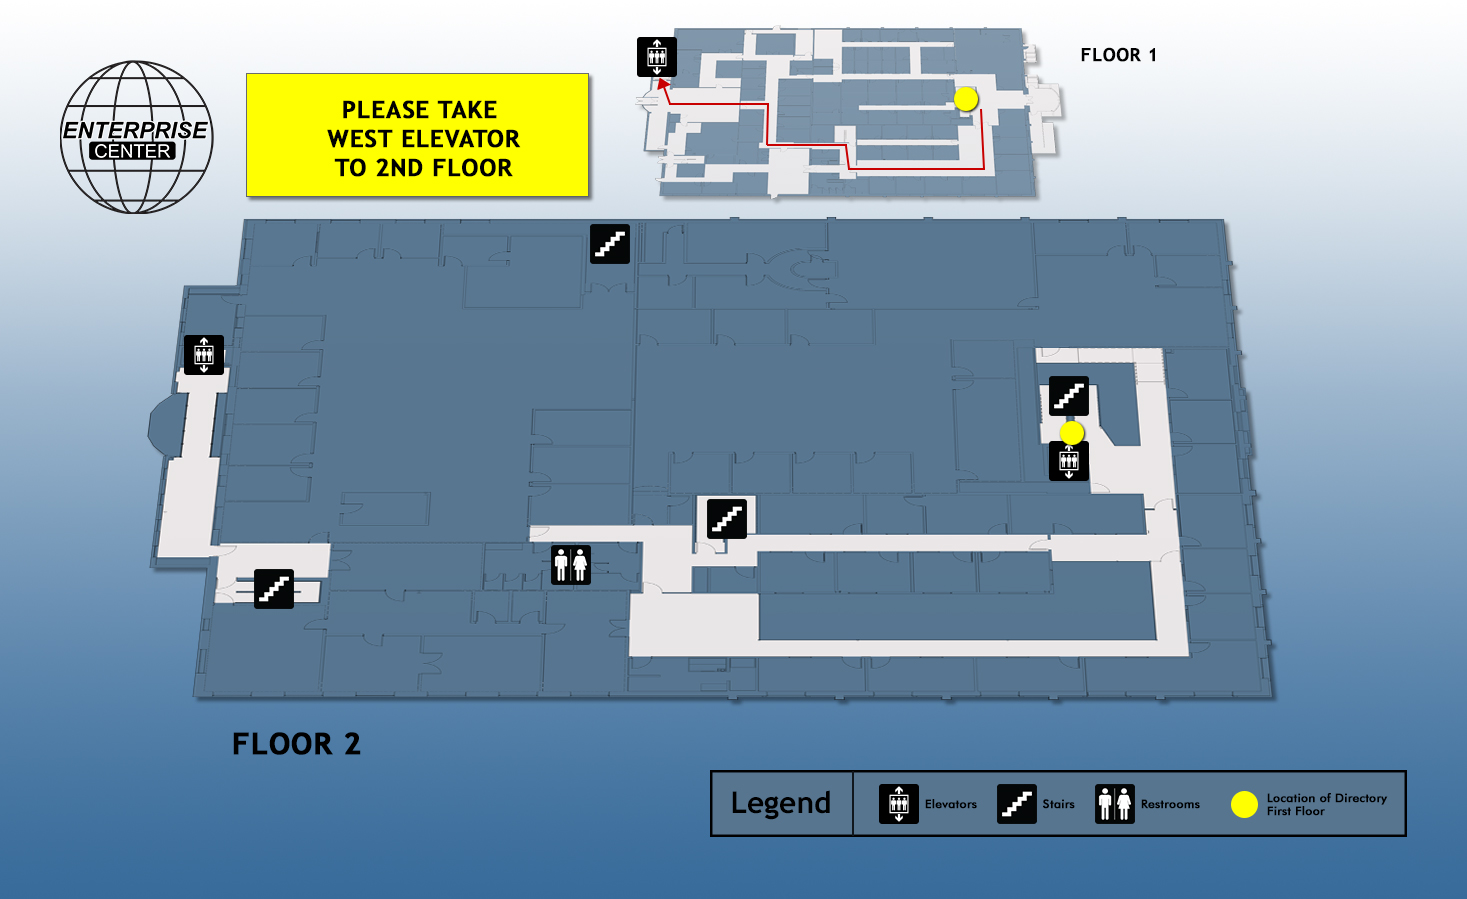 FLOOR 1
ENTERPRISE
CENTER
PLEASE TAKE
WEST ELEVATOR
TO 2ND FLOOR
FLOOR 2
Legend
Elevators
Stairs
Restrooms
Location of Directory
First Floor